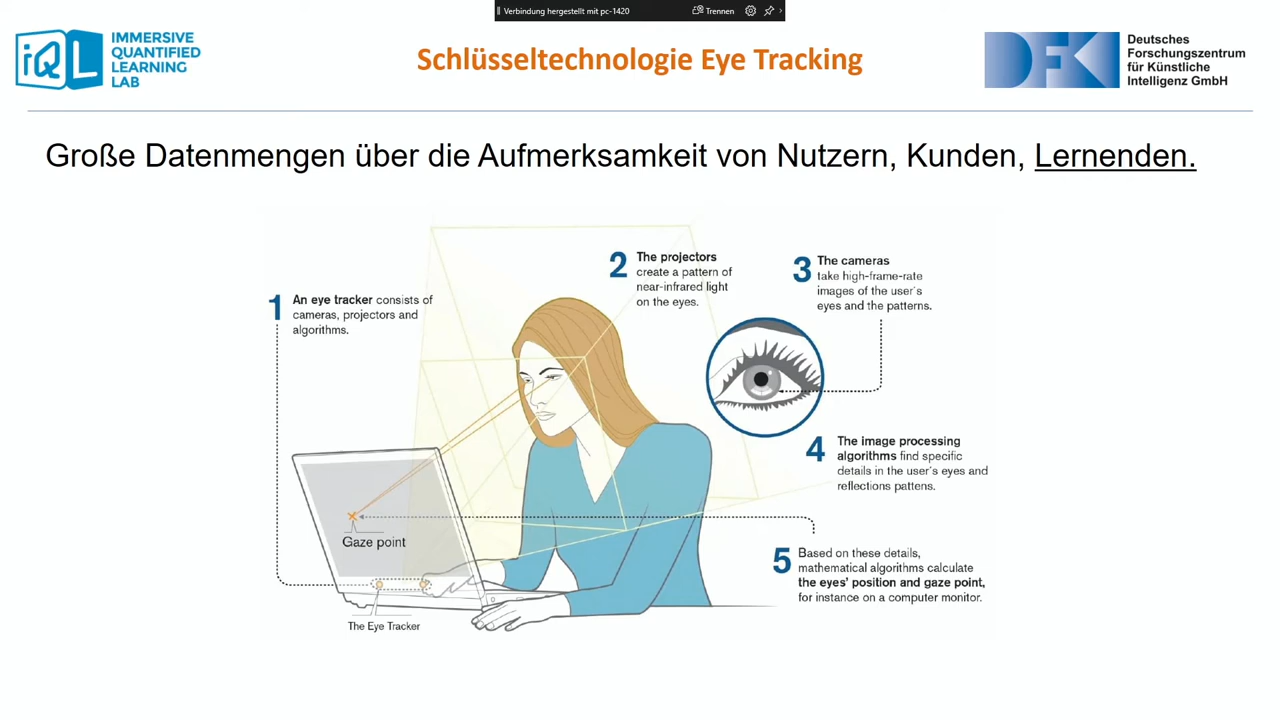 Verbindung hergestellt mit pc-1420
Trennen
iQL
IMMERSIVE
QUANTIFIED
LEARNING
LAB
Schlüsseltechnologie Eye Tracking
DFK
Deutsches
Forschungszentrum
für Künstliche
Intelligenz GmbH
Große Datenmengen über die Aufmerksamkeit von Nutzern, Kunden, Lernenden.
1
An eye tracker consists of
cameras, projectors and
algorithms.
2
The projectors
create a pattern of
near-infrared light
on the eyes.
3
The cameras
take high-frame-rate
images of the user's
eyes and the patterns.
4
The image processing
algorithms find specific
details in the user's eyes and
reflections pattens.
5
Based on these details,
mathematical algorithms calculate
the eyes' position and gaze point,
for instance on a computer monitor.
Gaze point
The Eye Tracker